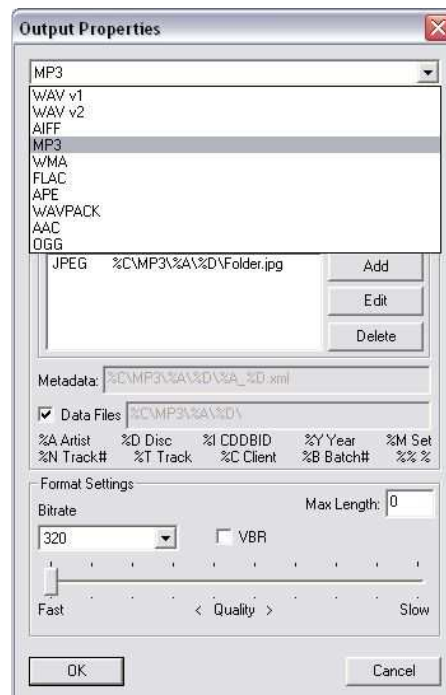 Output Properties
MP3
WAV v1
WAV v2
AIFF
MP3
WMA
FLAC
APE
WAVPACK
AAC
OGG
JPEG %C\MP3\%A\%D\Folder.jpg
Add
Edit
Delete
Metadata: %C\MP3\%A\%D\%A_%D.xml
Data Files %C\MP3\%A\%D\
%A Artist %D Disc %I CDDBID %Y Year %M Set
%N Track# %T Track %C Client %B Batch# %% %
Format Settings
Bitrate
Max Length: 0
320
VBR
Fast < Quality > Slow
OK Cancel